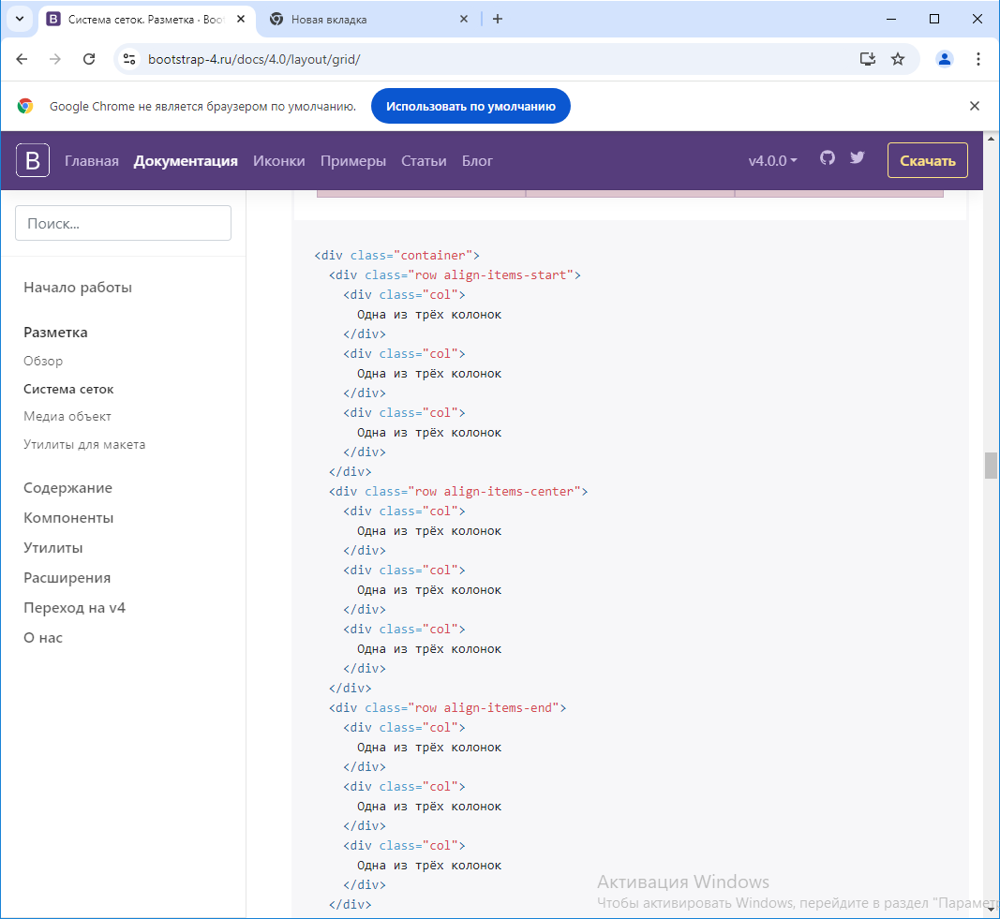 Система сеток. Разметка · Boo
Новая вкладка
bootstrap-4.ru/docs/4.0/layout/grid/
Google Chrome не является браузером по умолчанию.
Использовать по умолчанию
B Главная Документация Иконки Примеры Статьи Блог v4.0.0 Скачать
Поиск...
Начало работы
Разметка
Обзор
Система сеток
Медиа объект
Утилиты для макета
Содержание
Компоненты
Утилиты
Расширения
Переход на v4
О нас
<div class="container">
  <div class="row align-items-start">
    <div class="col">
      Одна из трёх колонок
    </div>
    <div class="col">
      Одна из трёх колонок
    </div>
    <div class="col">
      Одна из трёх колонок
    </div>
  </div>
  <div class="row align-items-center">
    <div class="col">
      Одна из трёх колонок
    </div>
    <div class="col">
      Одна из трёх колонок
    </div>
    <div class="col">
      Одна из трёх колонок
    </div>
  </div>
  <div class="row align-items-end">
    <div class="col">
      Одна из трёх колонок
    </div>
    <div class="col">
      Одна из трёх колонок
    </div>
    <div class="col">
      Одна из трёх колонок
    </div>
  </div>
Активация Windows
Чтобы активировать Windows, перейдите в раздел "Парамет